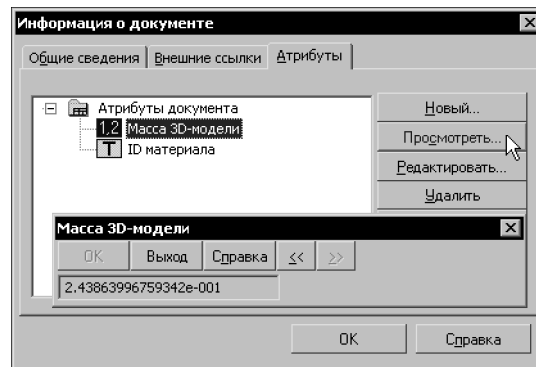 Информация о документе
Общие сведения Внешние ссылки Атрибуты
Атрибуты документа
1,2 Масса 3D-модели
T ID материала
Новый...
Просмотреть...
Редактировать...
Удалить
Масса 3D-модели
OK Выход Справка << >>
2.43863996759342e-001
OK Справка